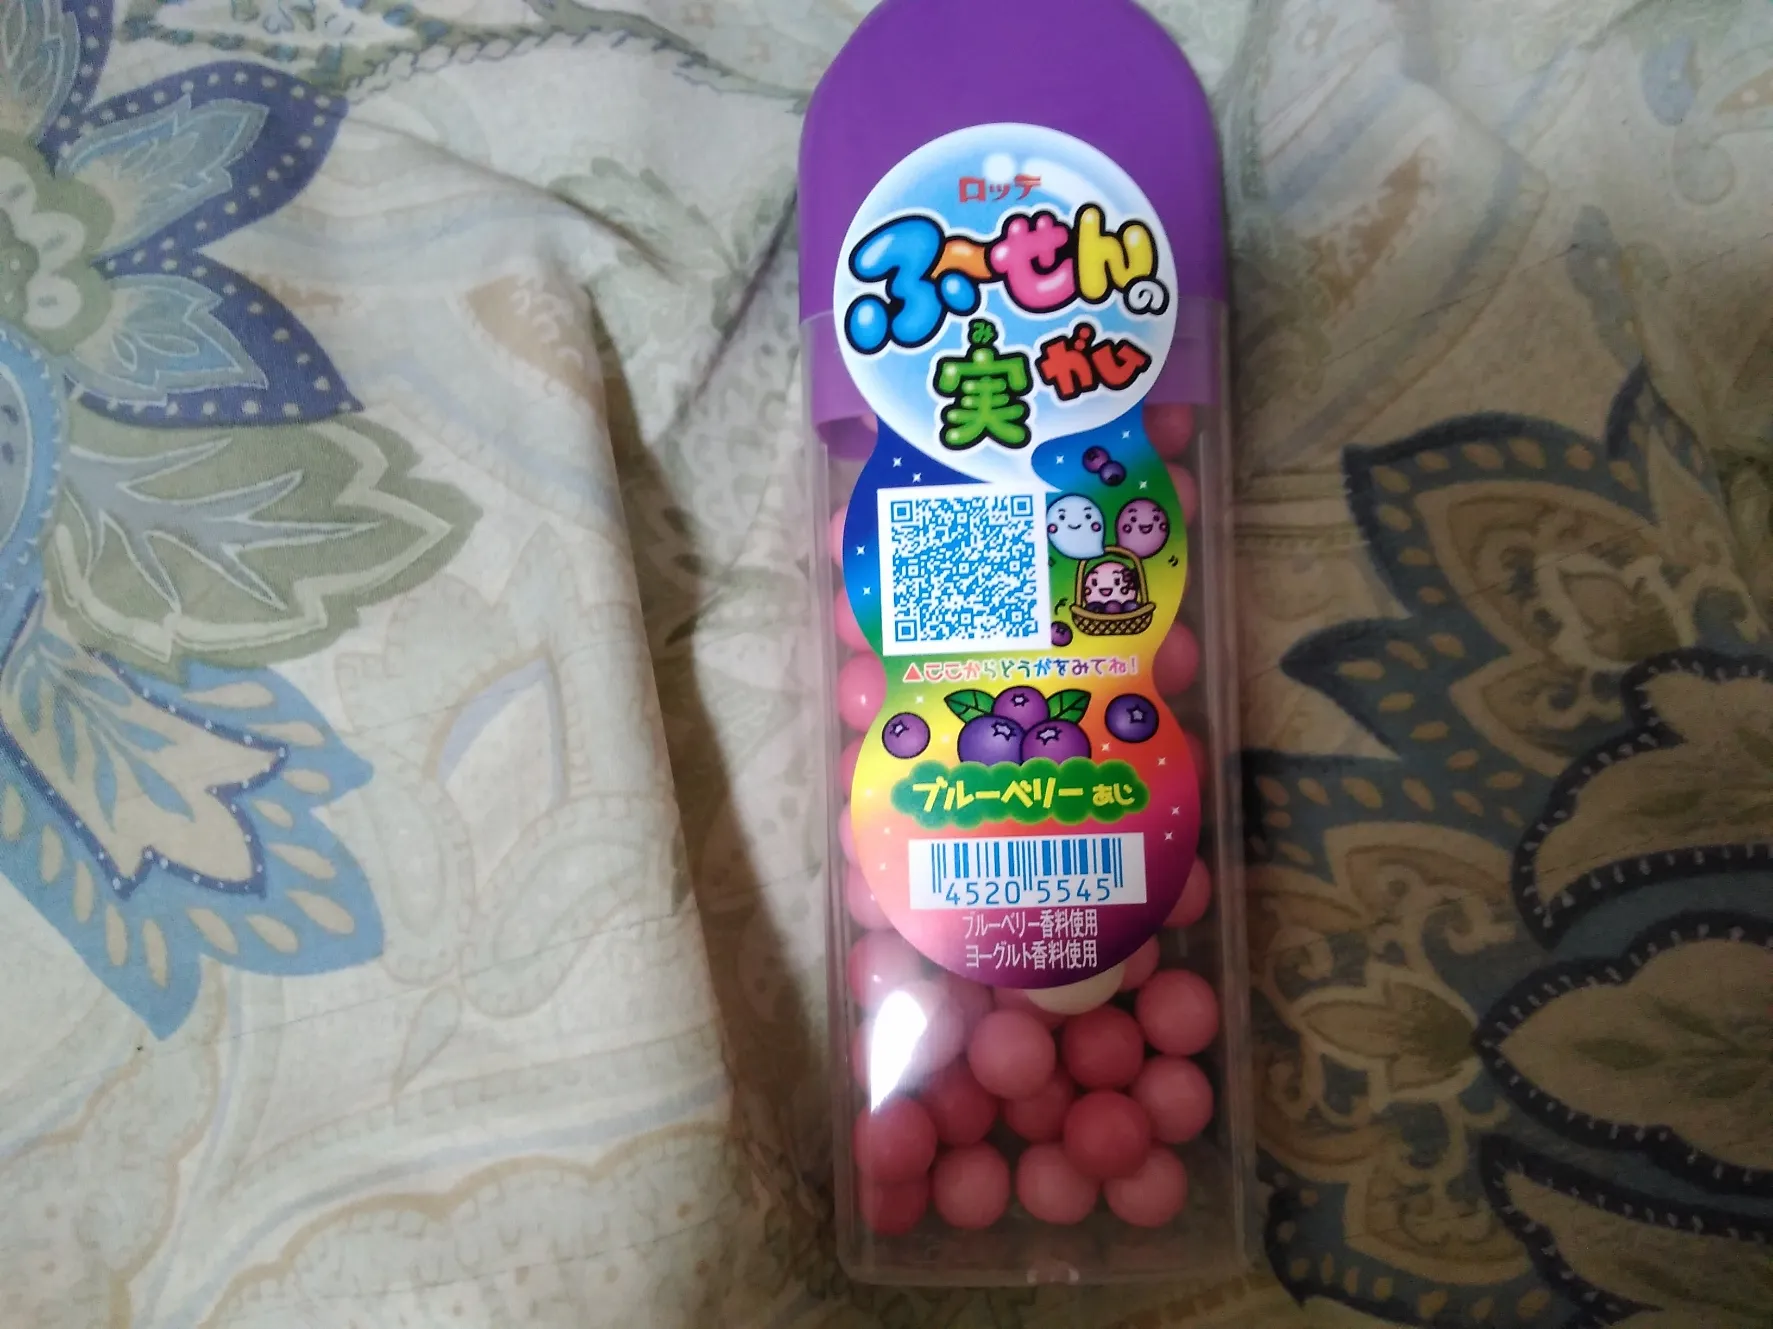 ロッテ
ふ〜せんの
実み ガム
▲ここからどうがをみてね!
ブルーベリーあじ
4520 5545
ブルーベリー香料使用
ヨーグルト香料使用